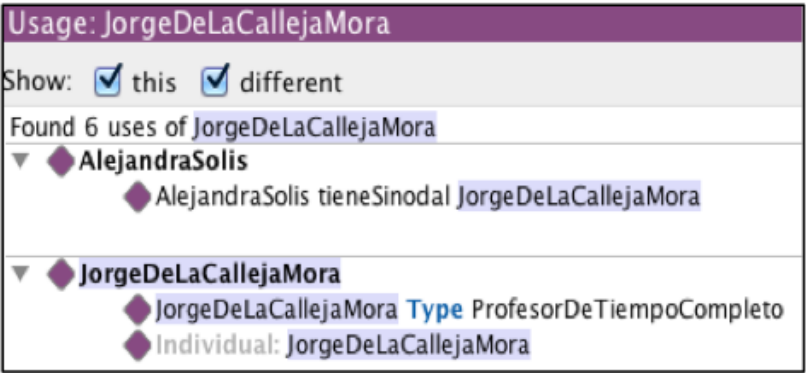 Usage: JorgeDeLaCallejaMora
Show: this different
Found 6 uses of JorgeDeLaCallejaMora
AlejandraSolis
AlejandraSolis tieneSinodal JorgeDeLaCallejaMora
JorgeDeLaCallejaMora
JorgeDeLaCallejaMora Type ProfesorDeTiempoCompleto
Individual: JorgeDeLaCallejaMora